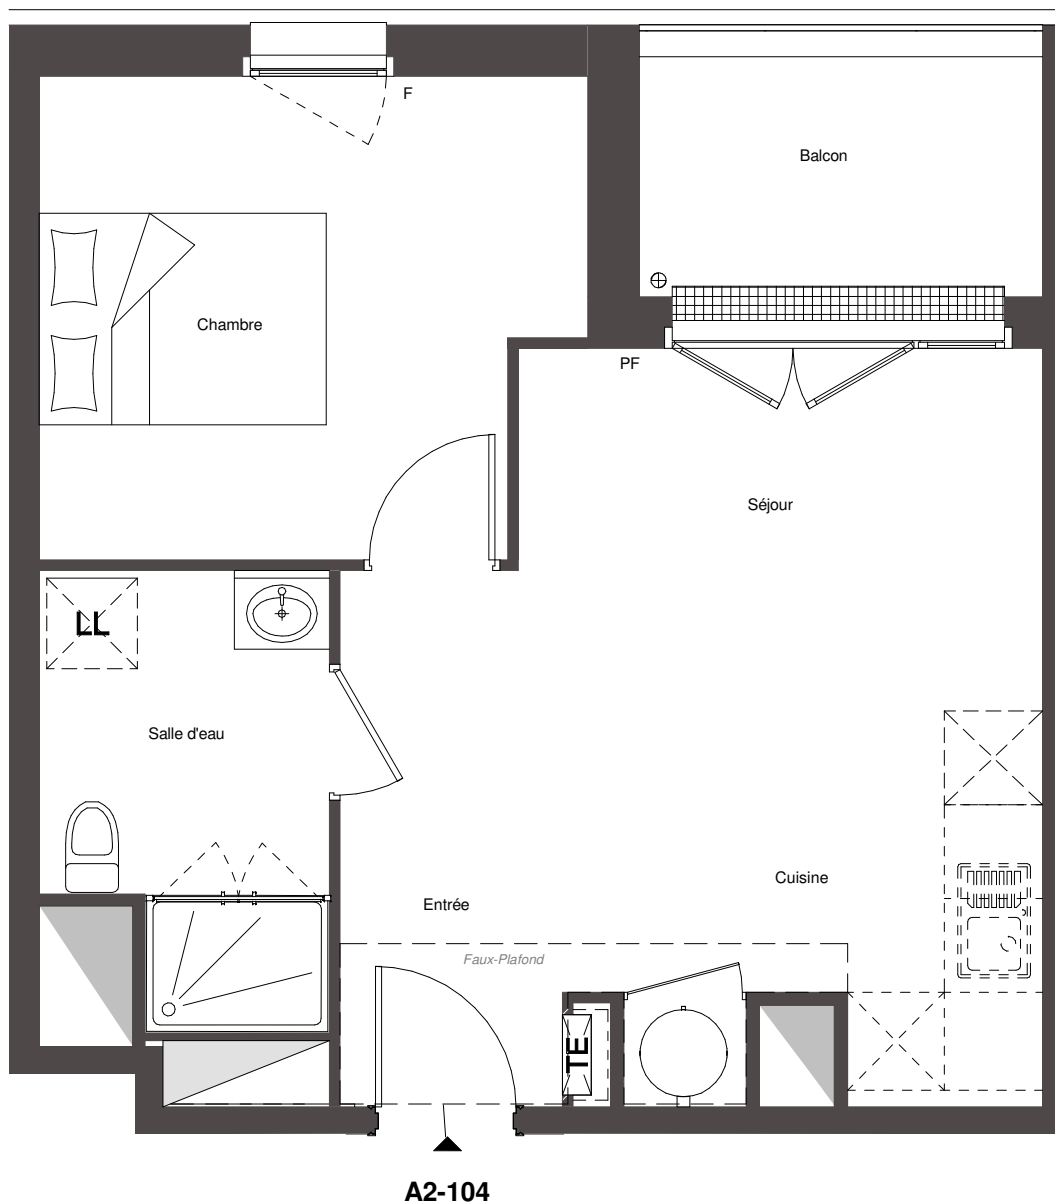 F
Balcon
Chambre
PF
Séjour
LL
Salle d'eau
Cuisine
Entrée
Faux-Plafond
TE
A2-104